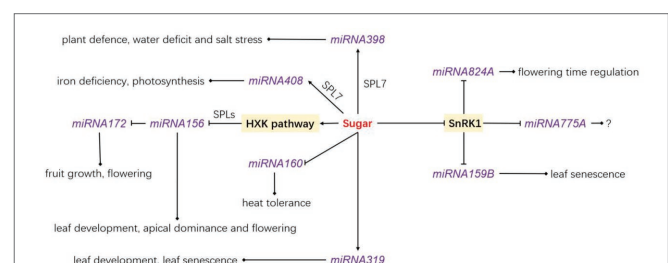 plant defence, water deficit and salt stress
miRNA398
iron deficiency, photosynthesis
miRNA408
SPL7
SPL7
miRNA824A
flowering time regulation
miRNA172
miRNA156
SPLs
HXK pathway
Sugar
SnRK1
miRNA775A
?
miRNA160
fruit growth, flowering
miRNA159B
leaf senescence
heat tolerance
leaf development, apical dominance and flowering
leaf development, leaf senescence
miRNA319